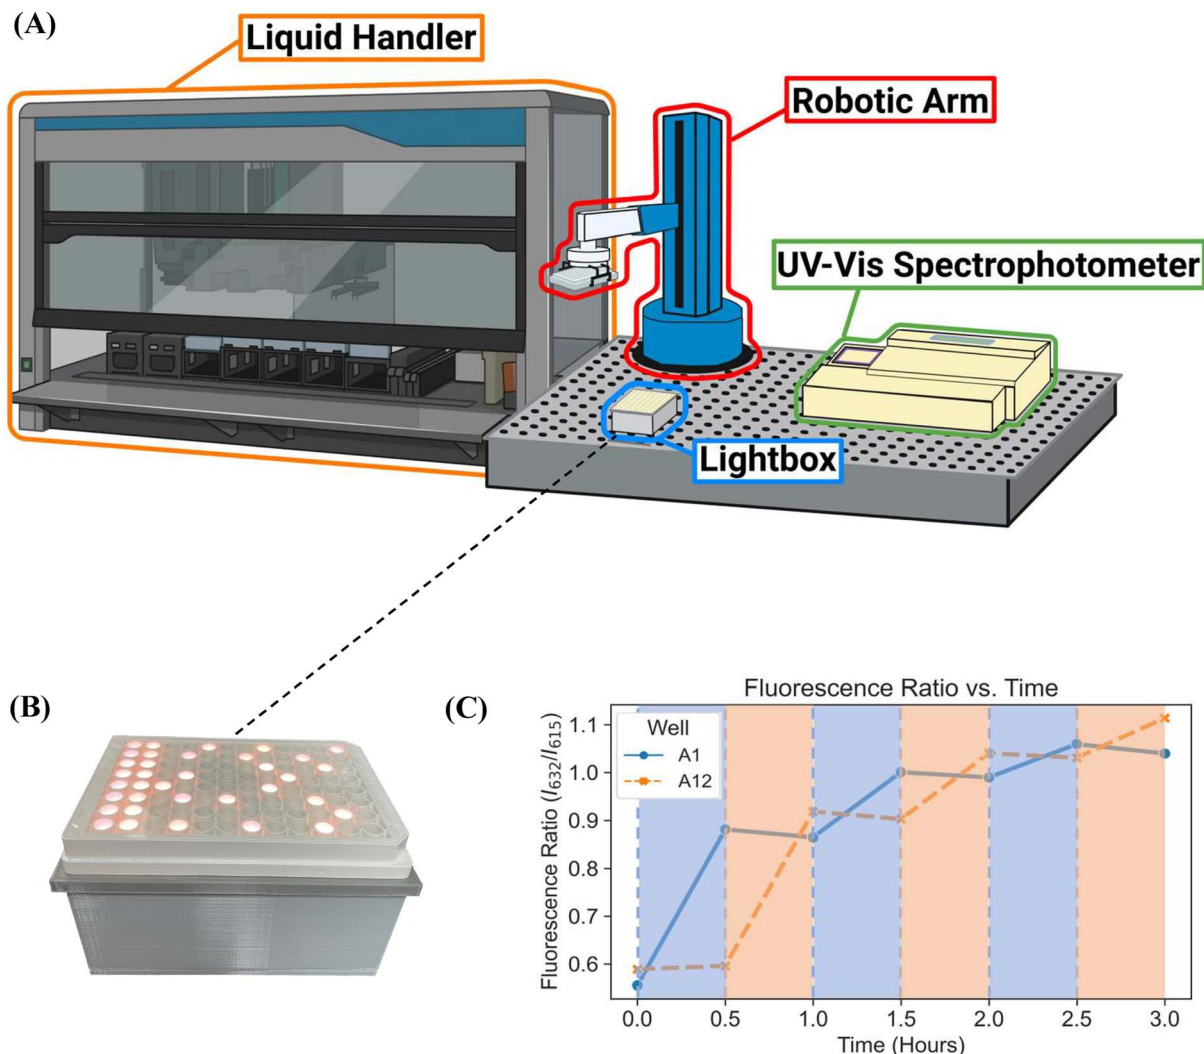 (A)
Liquid Handler
Robotic Arm
UV-Vis Spectrophotometer
Lightbox
(B)
(C)
Fluorescence Ratio vs. Time
Fluorescence Ratio (I₆₃₂/I₆₁₅)
1.1
1.0
0.9
0.8
0.7
0.6
Well
A1
A12
0.0 0.5 1.0 1.5 2.0 2.5 3.0
Time (Hours)